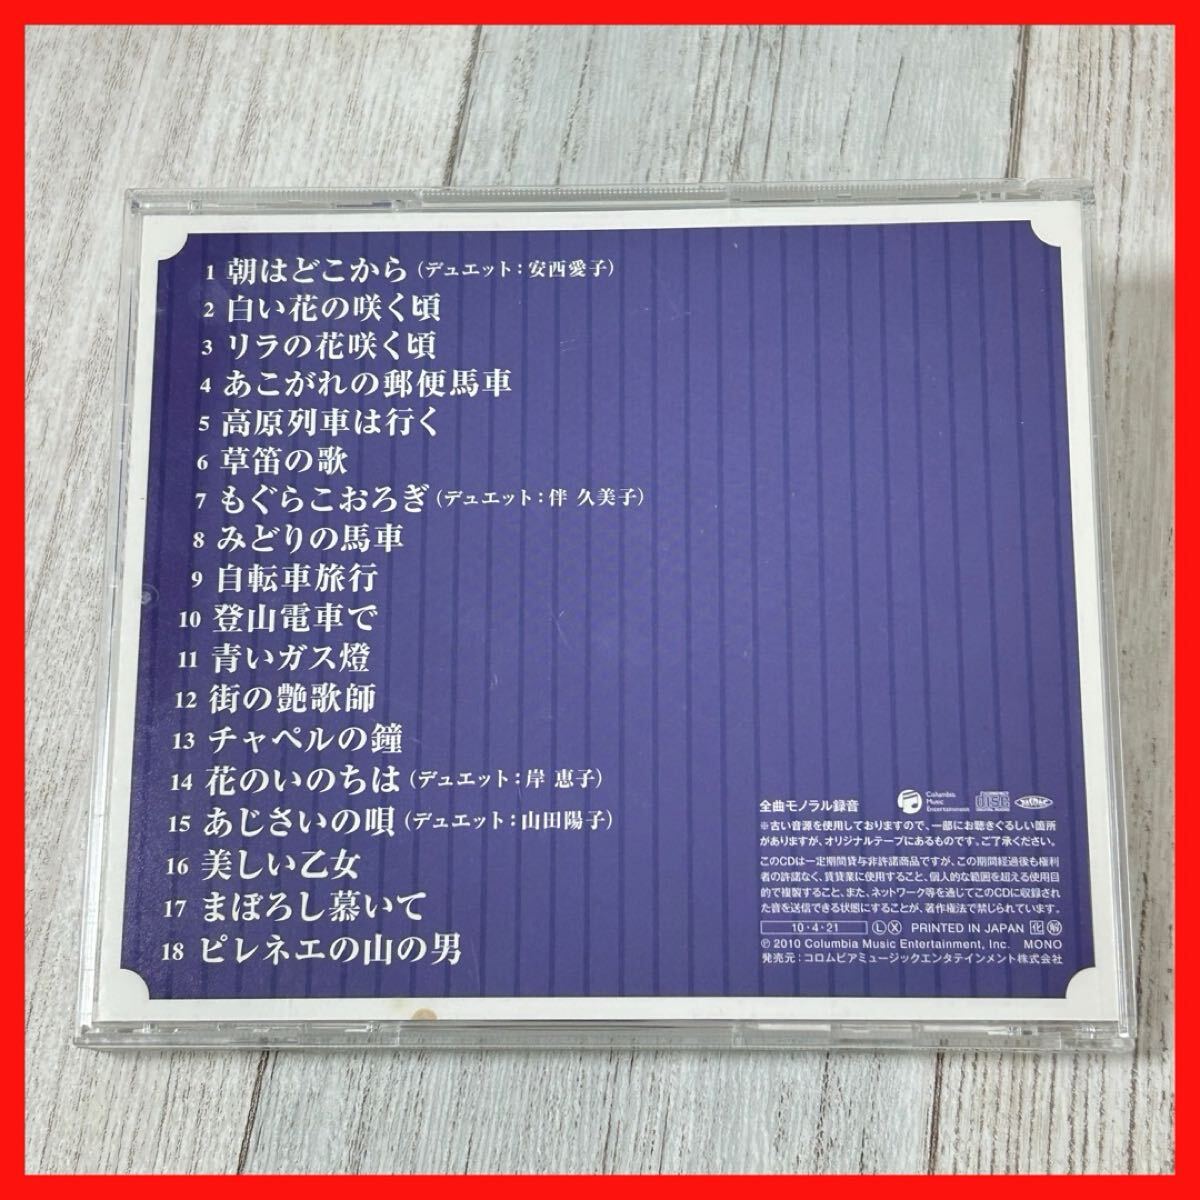 1 朝はどこから（デュエット：安西愛子）
2 白い花の咲く頃
3 リラの花咲く頃
4 あこがれの郵便馬車
5 高原列車は行く
6 草笛の歌
7 もぐらこおろぎ（デュエット：伴 久美子）
8 みどりの馬車
9 自転車旅行
10 登山電車で
11 青いガス燈
12 街の艶歌師
13 チャペルの鐘
14 花のいのちは（デュエット：岸 恵子）
15 あじさいの唄（デュエット：山田陽子）
16 美しい乙女
17 まぼろし慕いて
18 ピレネエの山の男
全曲モノラル録音
Columbia
Music
Entertainment
※古い音源を使用しておりますので、一部にお聴きぐるしい箇所
がありますが、オリジナルテープにあるものです。ご了承ください。
このCDは一定期間貸与非許諾商品ですが、この期間経過後も権利
者の許諾なく、賃貸業に使用すること、個人的な範囲を超える使用目
的で複製すること、また、ネットワーク等を通じてこのCDに収録され
た音を送信できる状態にすることが、著作権法で禁じられています。
10・4・21 Ⓛ Ⓧ PRINTED IN JAPAN 化 解
℗ 2010 Columbia Music Entertainment, Inc. MONO
発売元：コロムビアミュージックエンタテインメント株式会社